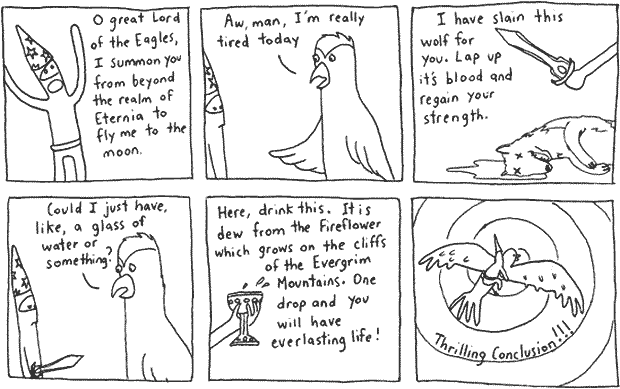 O great Lord
of the Eagles,
I summon you
from beyond
the realm of
Eternia to
fly me to the
moon.
Aw, man, I'm really
tired today
I have slain this
wolf for
you. Lap up
it's blood and
regain your
strength.
Could I just have,
like, a glass of
water or
something?
Here, drink this. It is
dew from the Fireflower
which grows on the cliffs
of the Evergrim
Mountains. One
drop and you
will have
everlasting life!
Thrilling Conclusion!!!